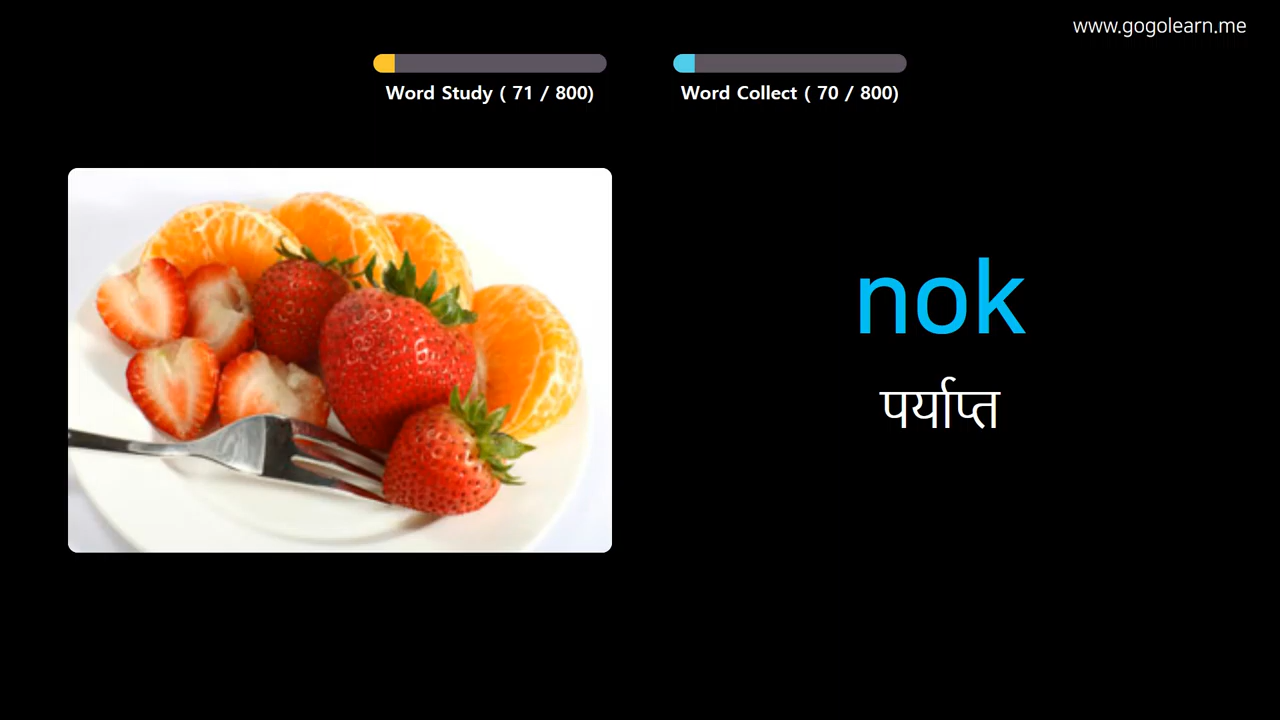 www.gogolearn.me
Word Study ( 71 / 800)
Word Collect ( 70 / 800)
nok
पर्याप्त